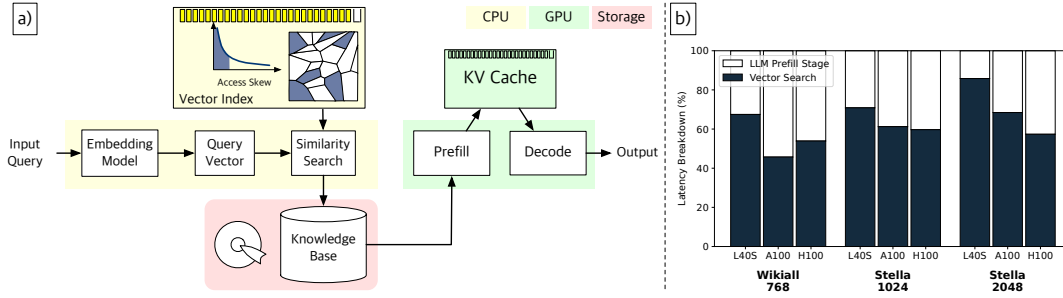 a)
CPU
GPU
Storage
Access Skew
Vector Index
Input
Query
Embedding
Model
Query
Vector
Similarity
Search
Knowledge
Base
KV Cache
Prefill
Decode
Output
b)
LLM Prefill Stage
Vector Search
Latency Breakdown (%)
100
80
60
40
20
0
L40S A100 H100 L40S A100 H100 L40S A100 H100
Wikiall Stella Stella
768 1024 2048